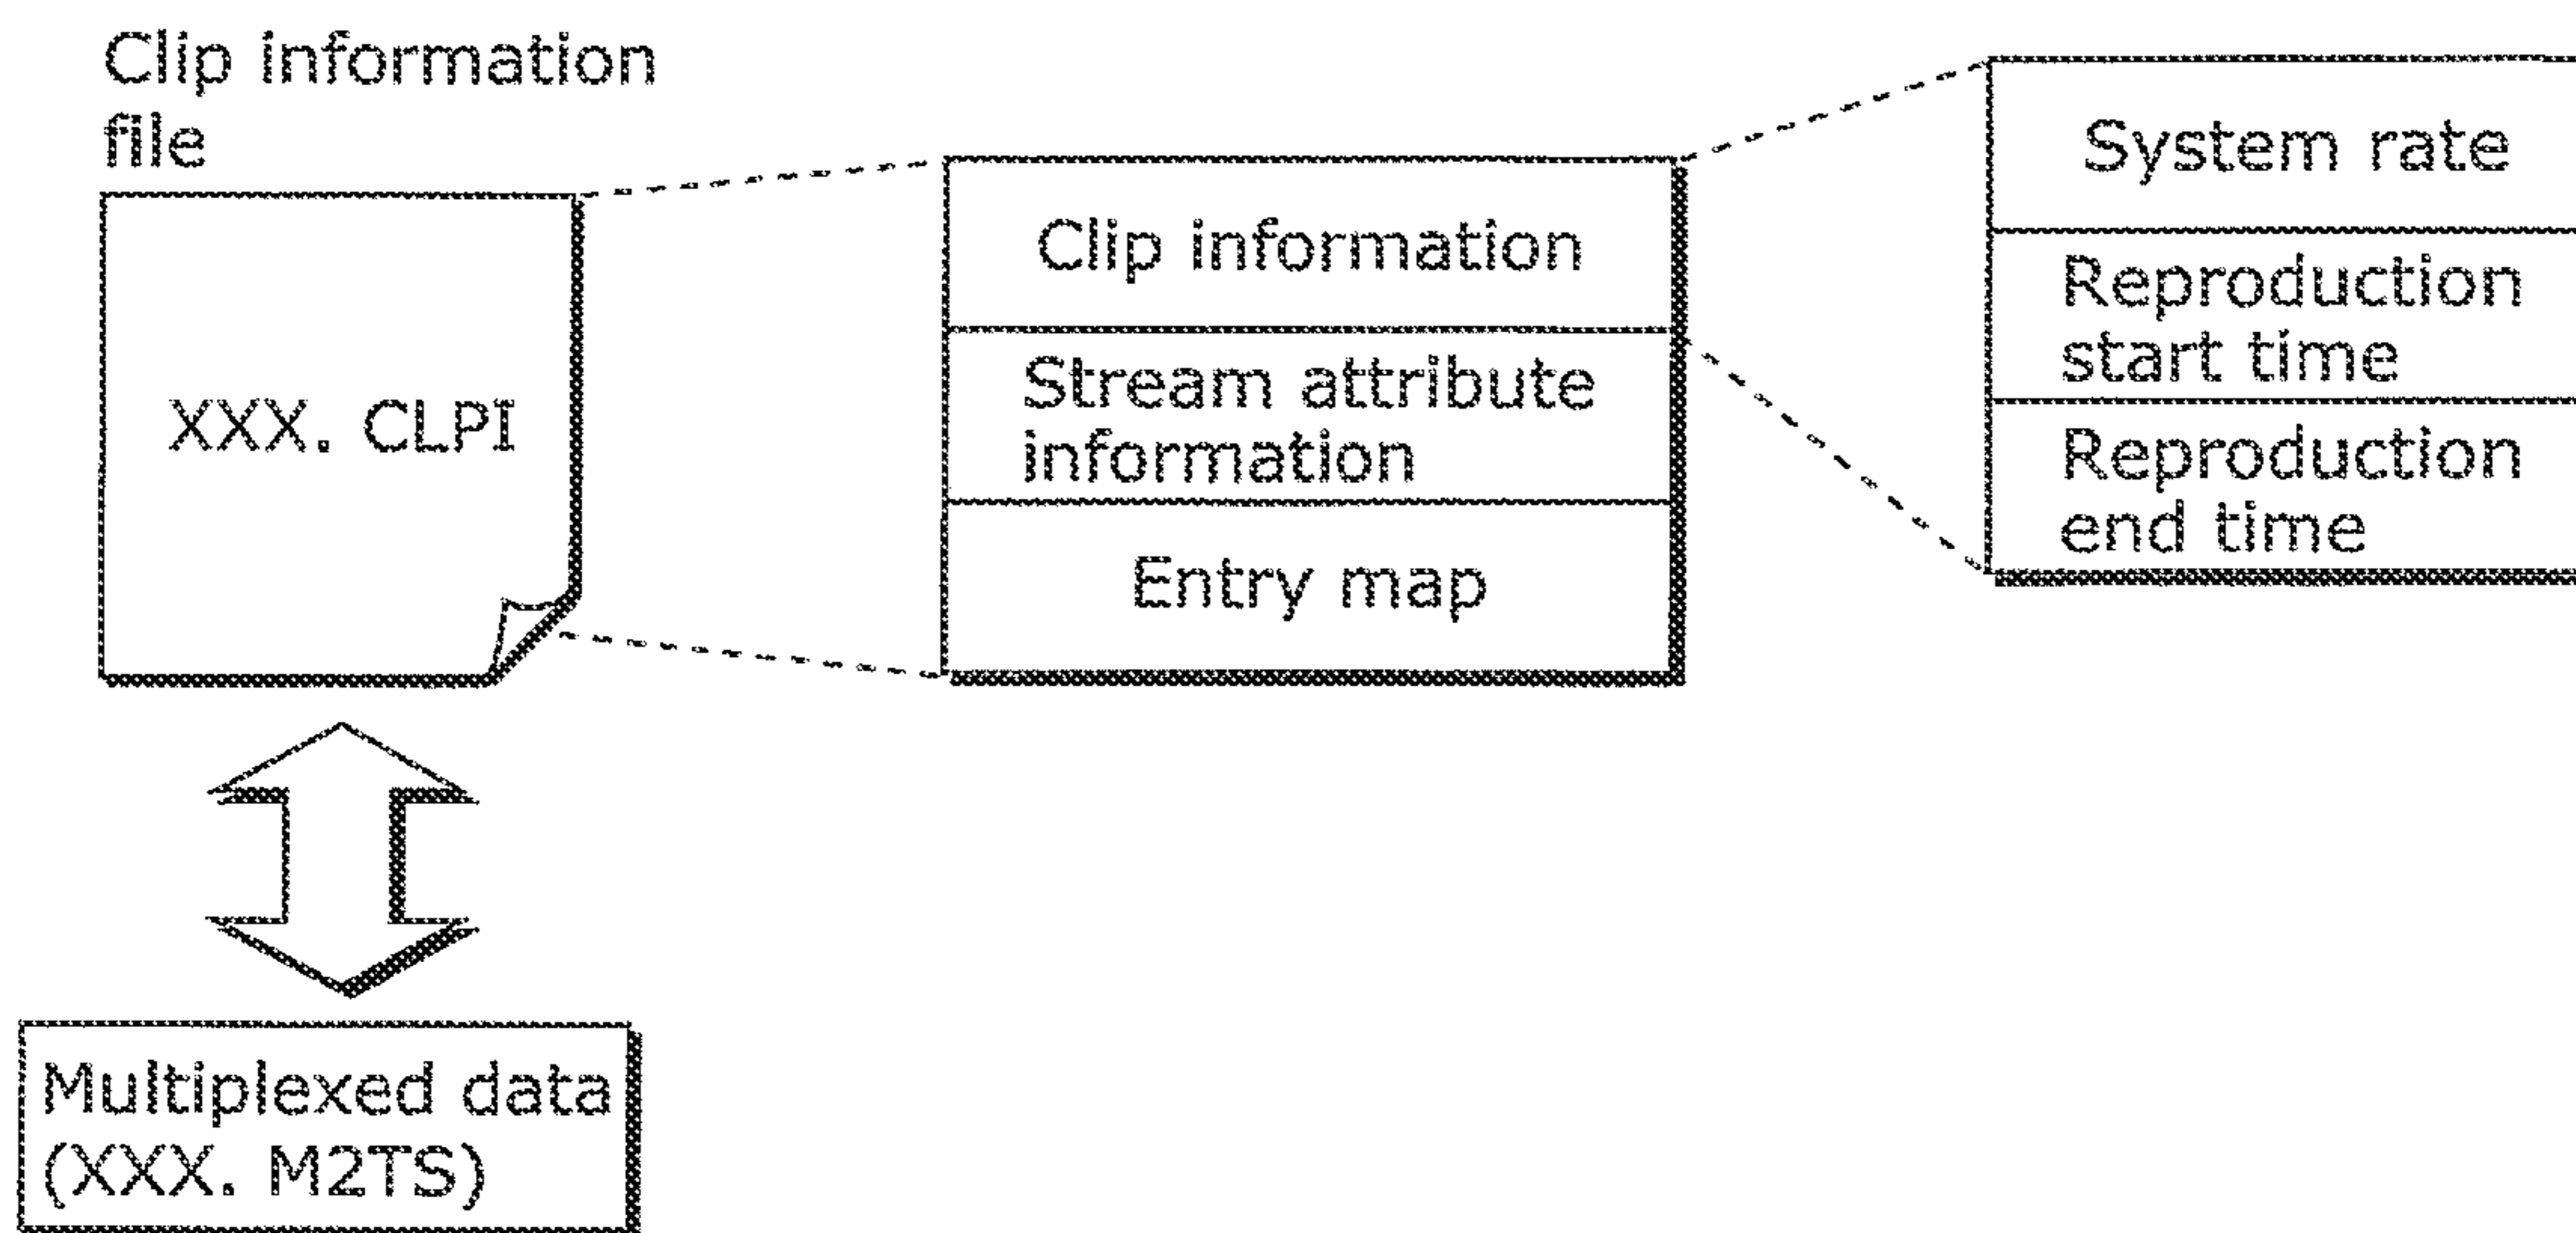 Clip information
file
XXX. CLPI
Clip information
Stream attribute
information
Entry map
System rate
Reproduction
start time
Reproduction
end time
Multiplexed data
(XXX. M2TS)